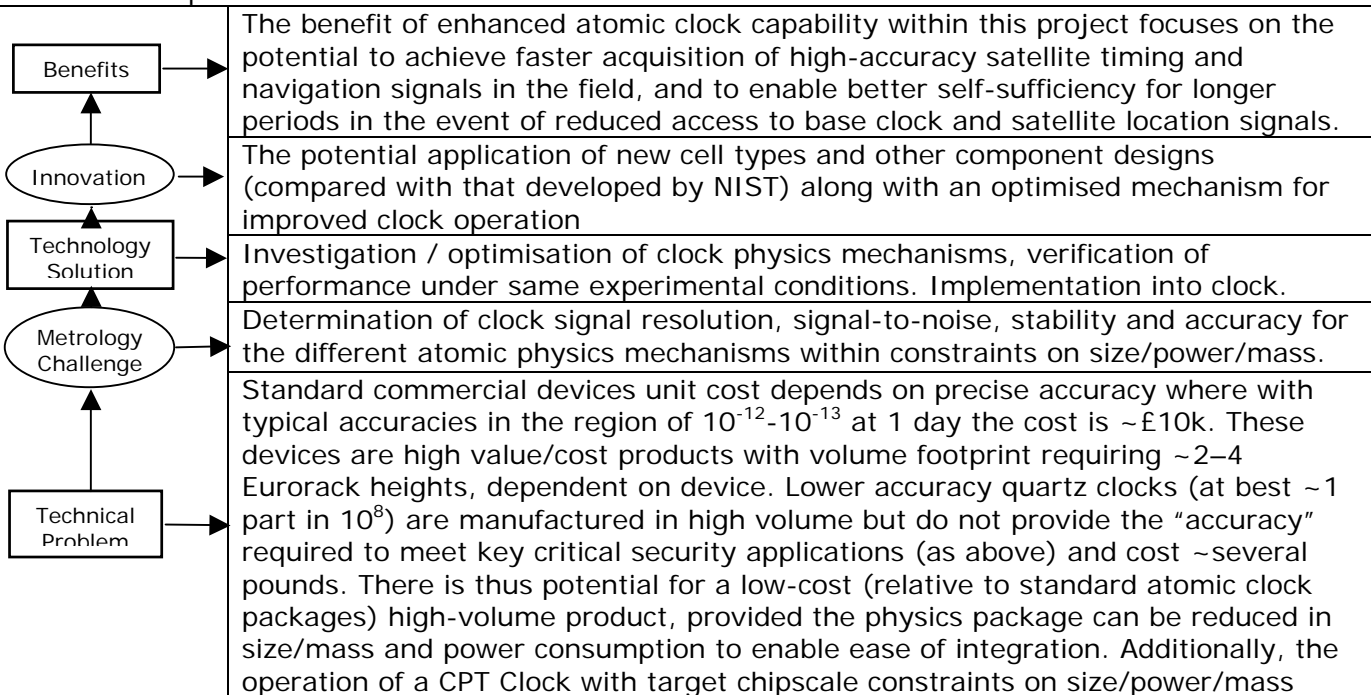 Benefits
The benefit of enhanced atomic clock capability within this project focuses on the
potential to achieve faster acquisition of high-accuracy satellite timing and
navigation signals in the field, and to enable better self-sufficiency for longer
periods in the event of reduced access to base clock and satellite location signals.
Innovation
The potential application of new cell types and other component designs
(compared with that developed by NIST) along with an optimised mechanism for
improved clock operation
Technology
Solution
Investigation / optimisation of clock physics mechanisms, verification of
performance under same experimental conditions. Implementation into clock.
Metrology
Challenge
Determination of clock signal resolution, signal-to-noise, stability and accuracy for
the different atomic physics mechanisms within constraints on size/power/mass.
Technical
Problem
Standard commercial devices unit cost depends on precise accuracy where with
typical accuracies in the region of 10⁻¹²-10⁻¹³ at 1 day the cost is ~£10k. These
devices are high value/cost products with volume footprint requiring ~2–4
Eurorack heights, dependent on device. Lower accuracy quartz clocks (at best ~1
part in 10⁸) are manufactured in high volume but do not provide the “accuracy”
required to meet key critical security applications (as above) and cost ~several
pounds. There is thus potential for a low-cost (relative to standard atomic clock
packages) high-volume product, provided the physics package can be reduced in
size/mass and power consumption to enable ease of integration. Additionally, the
operation of a CPT Clock with target chipscale constraints on size/power/mass